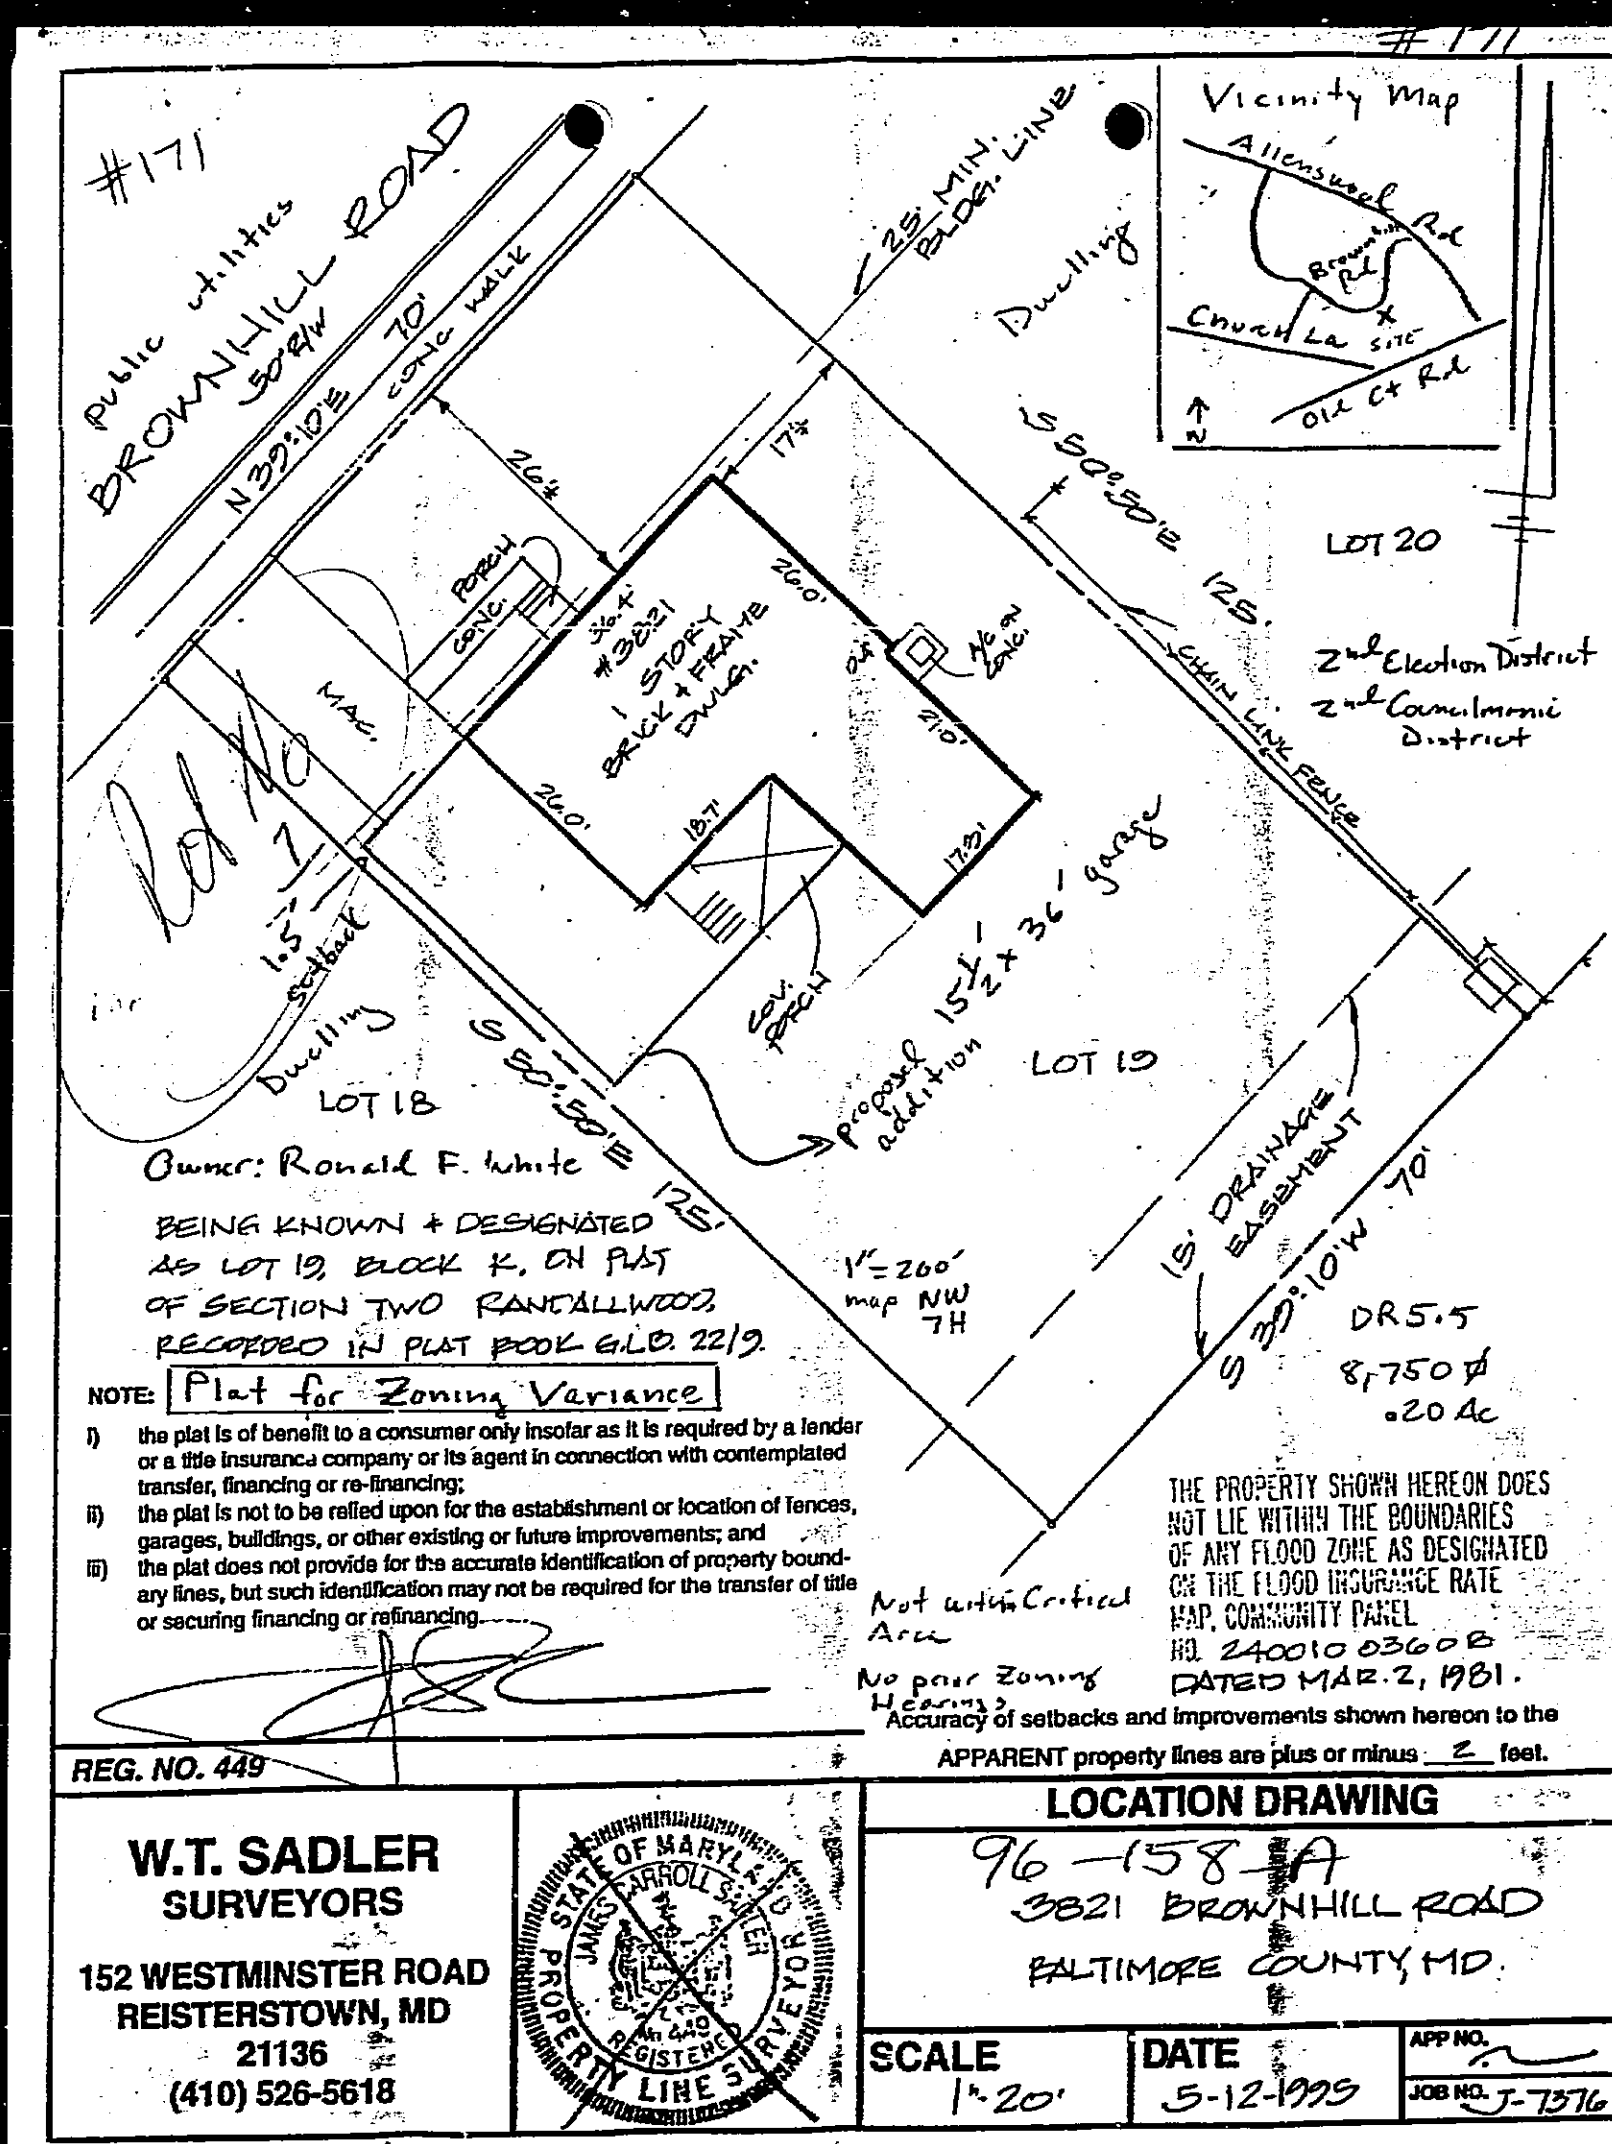 # 171
#171
Public utilities
BROWNHILL ROAD
50' R/W
N 39°10'E 70'
CONC WALK
25' MIN.
BLDG. LINE
Dwelling
Vicinity Map
Allenswood Rd
Brownhill
Rd
Church La
SITE
Old Ct Rd
N
S 50°50'E 125.
LOT 20
2nd Election District
2nd Councilmanic
District
26½
17½
PORCH
CONC.
MAC.
36.4'
#3821
1 STORY
BRICK & FRAME
DWLG.
26.0'
0.4'
A/C ON
CONC.
21.0'
CHAIN LINK FENCE
26.0'
18.7'
17.3'
COV.
PORCH
7
1.5'
setback
Dwelling
LOT 18
S 50°50'E 125.'
proposed 15½' x 36' garage
addition
LOT 19
15' DRAINAGE
EASEMENT
S 39°10'W 70'
Owner: Ronald F. White
BEING KNOWN & DESIGNATED
AS LOT 19, BLOCK K, ON PLAT
OF SECTION TWO RANDALLWOOD,
RECORDED IN PLAT BOOK G.L.B. 22/9.
1"=200'
map NW
7H
DR 5.5
8,750 ⌀
.20 Ac
NOTE: Plat for Zoning Variance
i) the plat is of benefit to a consumer only insofar as it is required by a lender
or a title insurance company or its agent in connection with contemplated
transfer, financing or re-financing;
ii) the plat is not to be relied upon for the establishment or location of fences,
garages, buildings, or other existing or future improvements; and
iii) the plat does not provide for the accurate identification of property bound-
ary lines, but such identification may not be required for the transfer of title
or securing financing or refinancing.
THE PROPERTY SHOWN HEREON DOES
NOT LIE WITHIN THE BOUNDARIES
OF ANY FLOOD ZONE AS DESIGNATED
ON THE FLOOD INSURANCE RATE
MAP, COMMUNITY PANEL
NO. 240010 0360 B
DATED MAR. 2, 1981.
Not within Critical
Area
No prior Zoning
Hearings
Accuracy of setbacks and improvements shown hereon to the
APPARENT property lines are plus or minus 2 feet.
REG. NO. 449
W.T. SADLER
SURVEYORS
152 WESTMINSTER ROAD
REISTERSTOWN, MD
21136
(410) 526-5618
STATE OF MARYLAND
JAMES CARROLL SADLER
No 449
REGISTERED
PROPERTY LINE SURVEYOR
LOCATION DRAWING
96-158-A
3821 BROWNHILL ROAD
BALTIMORE COUNTY, MD.
SCALE
1"-20'
DATE
5-12-1995
APP NO.
JOB NO. J-7376